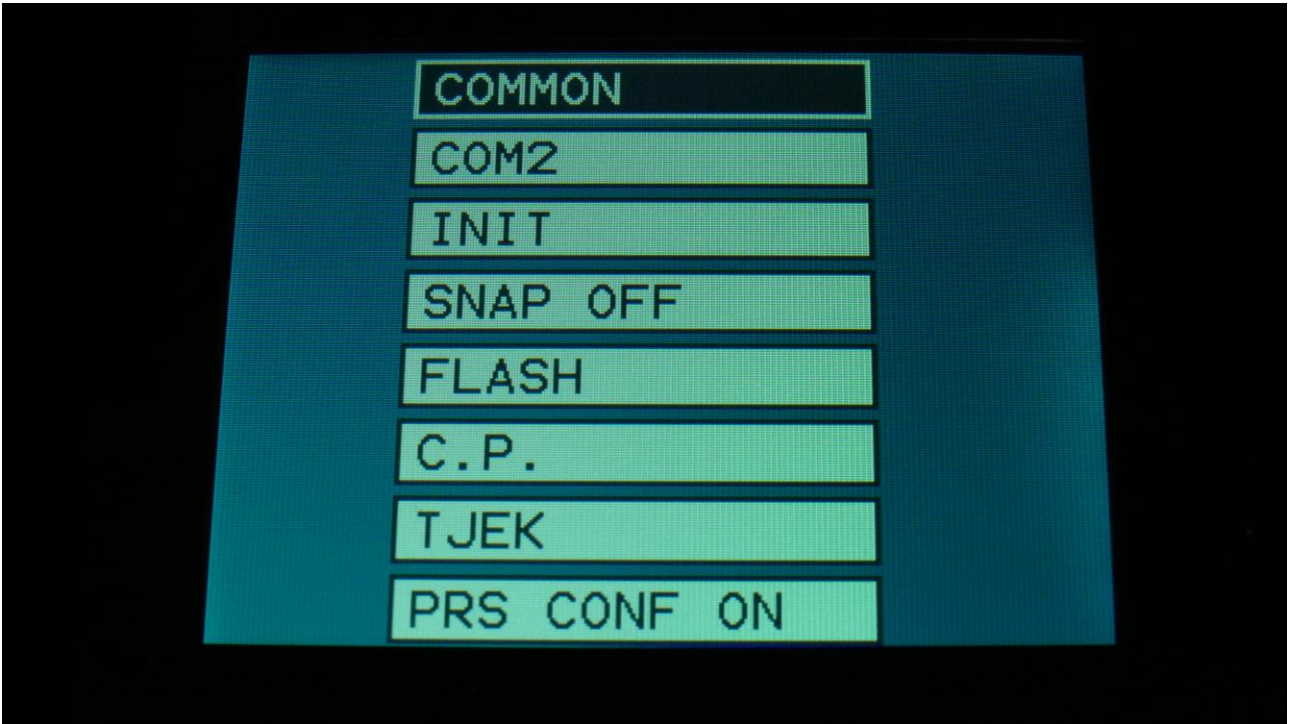 COMMON
COM2
INIT
SNAP OFF
FLASH
C.P.
TJEK
PRS CONF ON